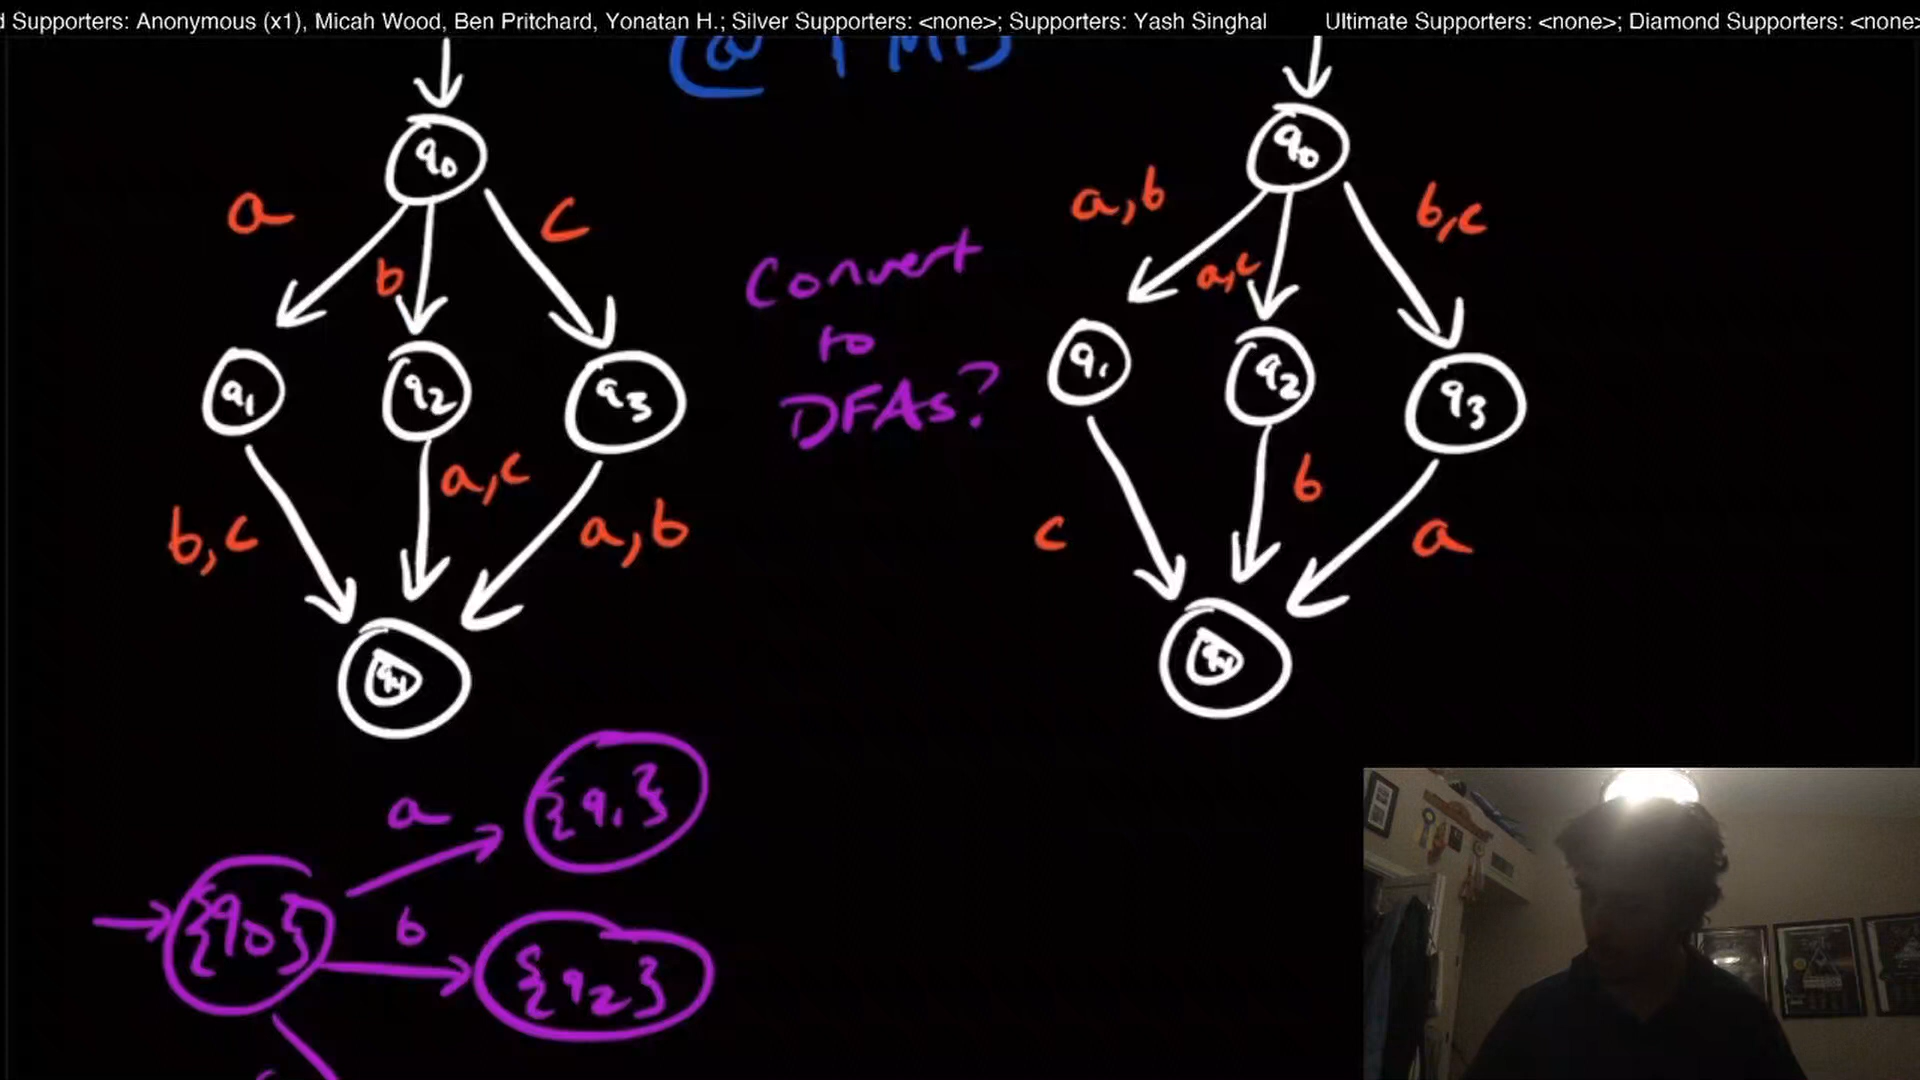 d Supporters: Anonymous (x1), Micah Wood, Ben Pritchard, Yonatan H.; Silver Supporters: <none>; Supporters: Yash Singhal Ultimate Supporters: <none>; Diamond Supporters: <none>
q0
a
b
c
q1
q2
q3
b,c
a,c
a,b
q4
Convert
to
DFAs?
q0
a,b
a,c
b,c
q1
q2
q3
c
b
a
q4
{q0}
a
{q1}
b
{q2}